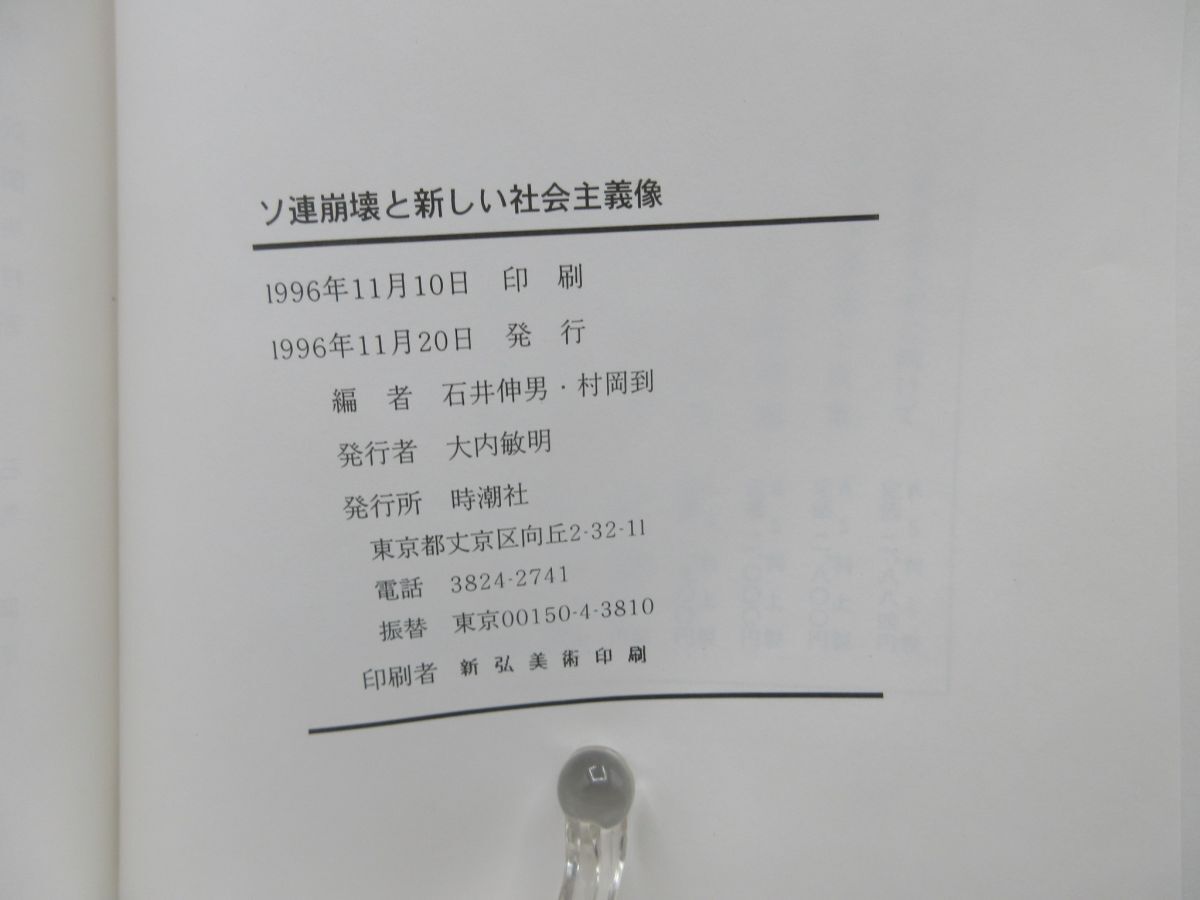 ソ連崩壊と新しい社会主義像
1996年11月10日 印 刷
1996年11月20日 発 行
編 者 石井伸男・村岡到
発行者 大内敏明
発行所 時潮社
東京都丈京区向丘2-32-11
電話 3824-2741
振替 東京00150-4-3810
印刷者 新弘美術印刷